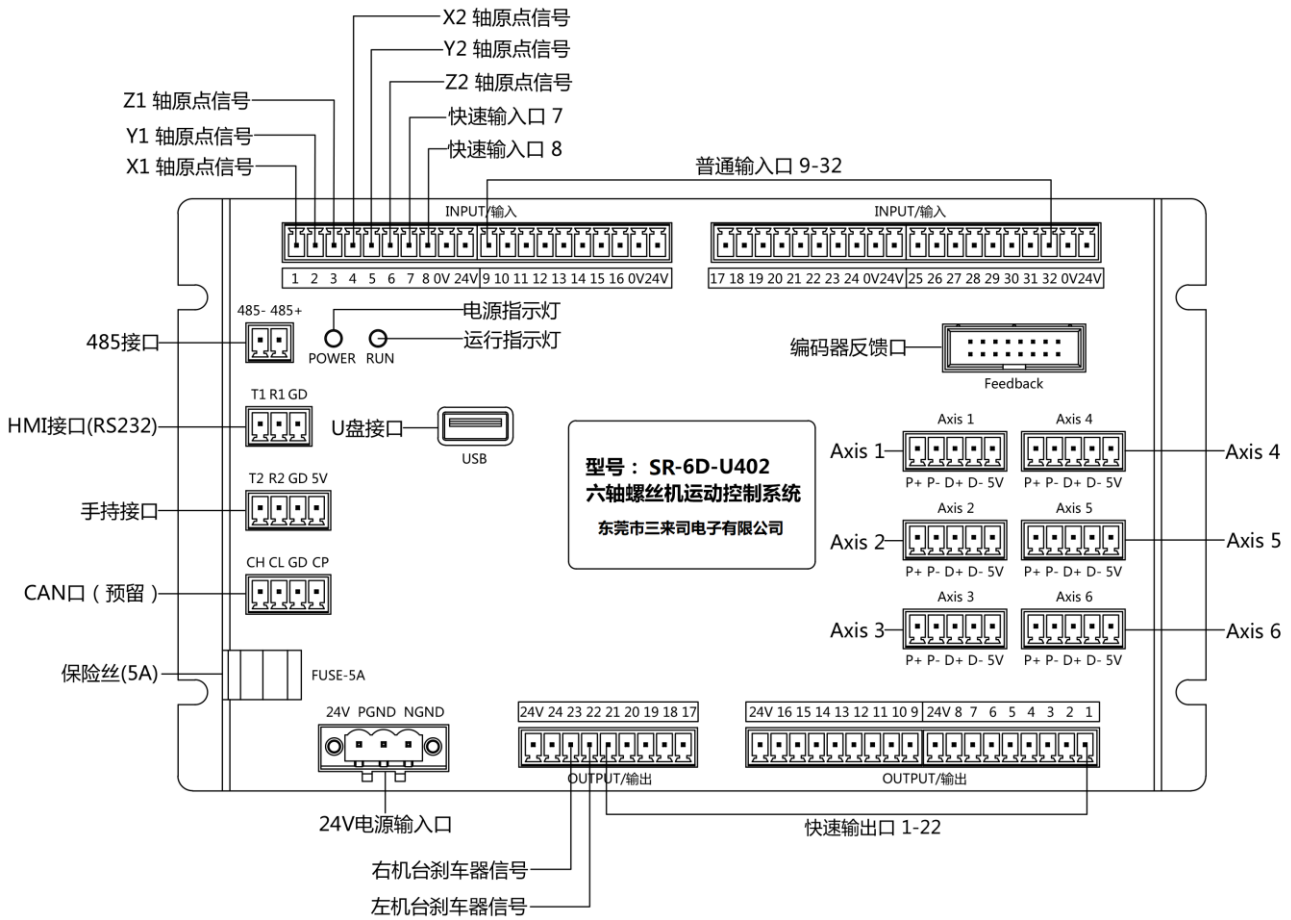 X2 轴原点信号
Y2 轴原点信号
Z2 轴原点信号
Z1 轴原点信号
快速输入口 7
Y1 轴原点信号
快速输入口 8
X1 轴原点信号
普通输入口 9-32
INPUT/输入
INPUT/输入
1 2 3 4 5 6 7 8 0V 24V 9 10 11 12 13 14 15 16 0V24V
17 18 19 20 21 22 23 24 0V24V 25 26 27 28 29 30 31 32 0V24V
485- 485+
电源指示灯
485接口
运行指示灯
POWER RUN
编码器反馈口
Feedback
T1 R1 GD
HMI接口(RS232)
U盘接口
USB
型号： SR-6D-U402
六轴螺丝机运动控制系统
东莞市三来司电子有限公司
Axis 1 Axis 4
Axis 1
Axis 4
P+ P- D+ D- 5V P+ P- D+ D- 5V
T2 R2 GD 5V
手持接口
Axis 2 Axis 5
Axis 2
Axis 5
P+ P- D+ D- 5V P+ P- D+ D- 5V
CH CL GD CP
CAN口（预留）
Axis 3 Axis 6
Axis 3
Axis 6
P+ P- D+ D- 5V P+ P- D+ D- 5V
保险丝(5A)
FUSE-5A
24V PGND NGND
24V 24 23 22 21 20 19 18 17
24V 16 15 14 13 12 11 10 9 24V 8 7 6 5 4 3 2 1
OUTPUT/输出
OUTPUT/输出
24V电源输入口
快速输出口 1-22
右机台刹车器信号
左机台刹车器信号